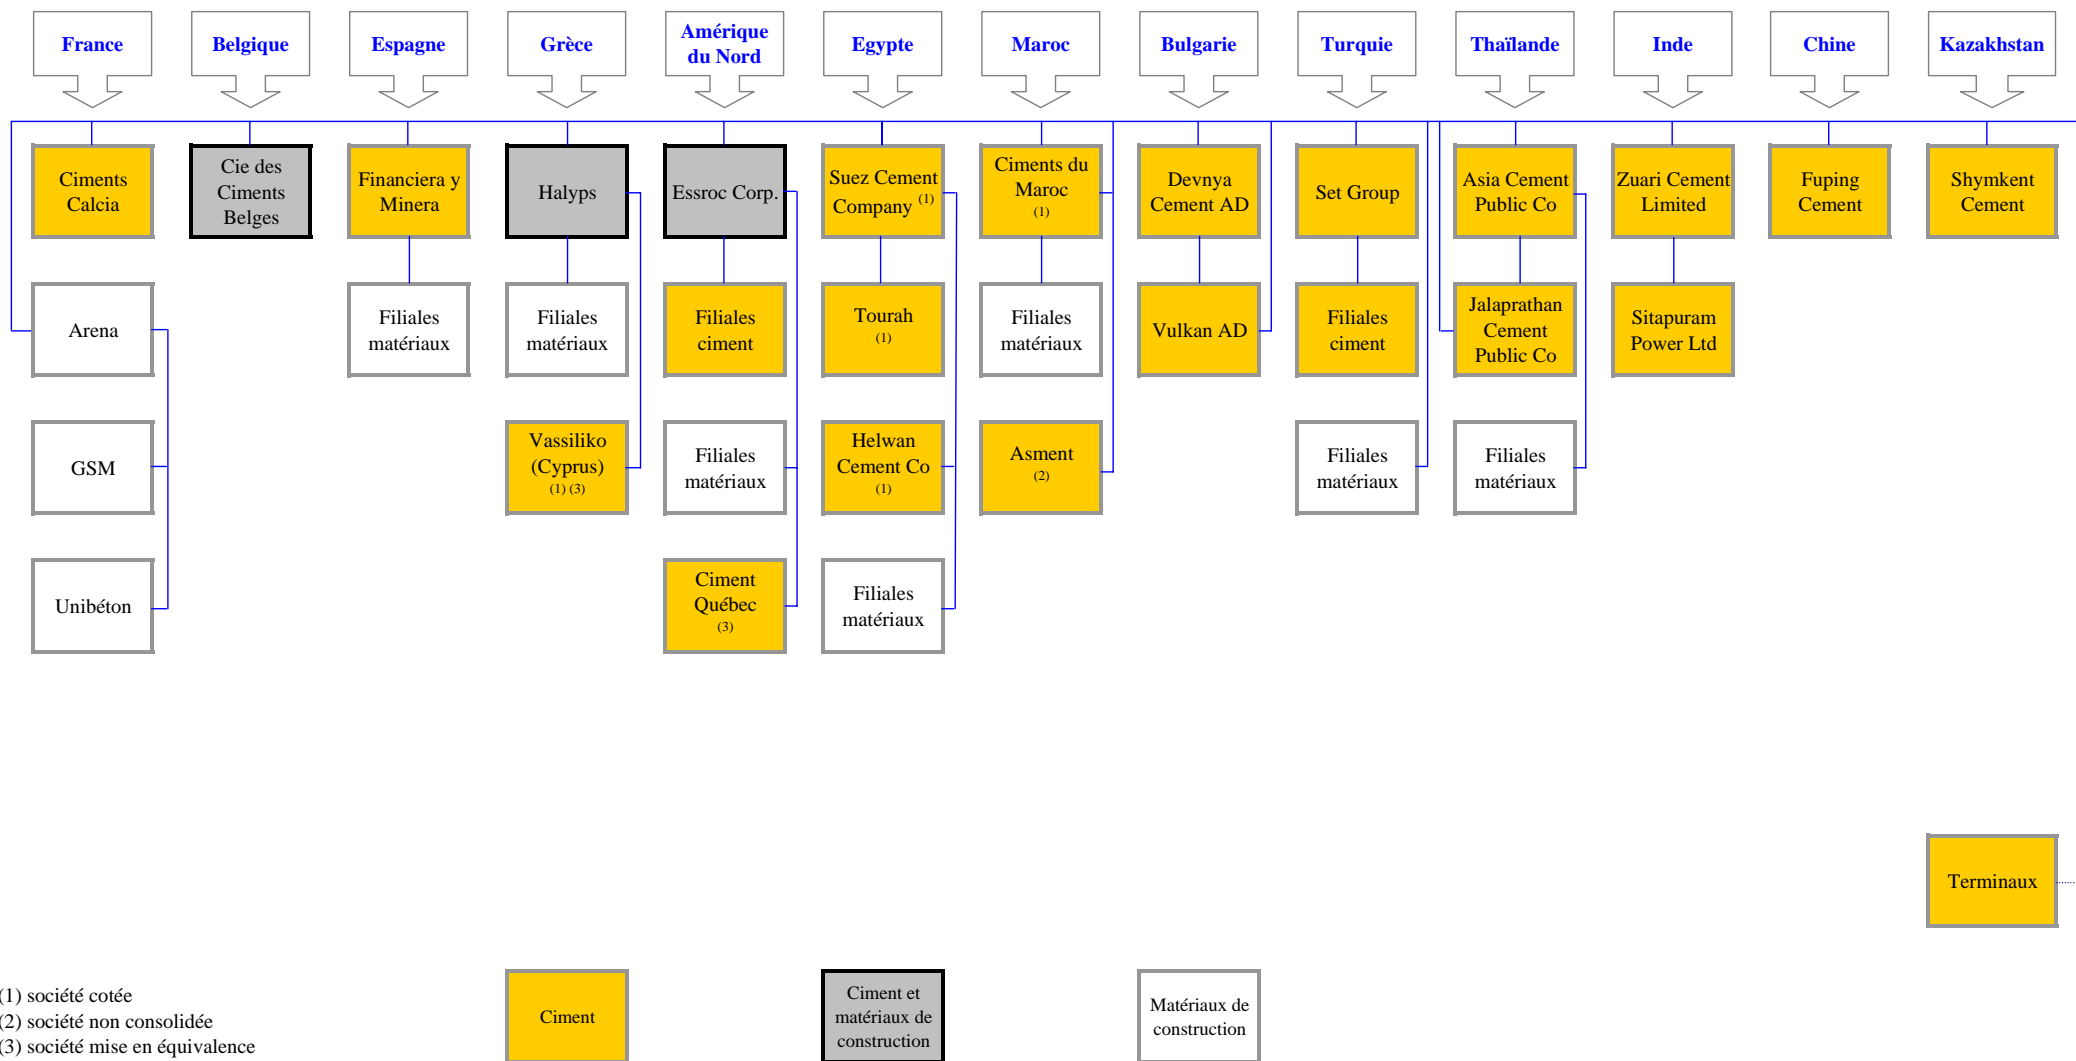 France
Belgique
Espagne
Grèce
Amérique
du Nord
Egypte
Maroc
Bulgarie
Turquie
Thaïlande
Inde
Chine
Kazakhstan
Ciments
Calcia
Cie des
Ciments
Belges
Financiera y
Minera
Halyps
Essroc Corp.
Suez Cement
Company (1)
Ciments du
Maroc
(1)
Devnya
Cement AD
Set Group
Asia Cement
Public Co
Zuari Cement
Limited
Fuping
Cement
Shymkent
Cement
Arena
Filiales
matériaux
Filiales
matériaux
Filiales
ciment
Tourah
(1)
Filiales
matériaux
Vulkan AD
Filiales
ciment
Jalaprathan
Cement
Public Co
Sitapuram
Power Ltd
GSM
Vassiliko
(Cyprus)
(1) (3)
Filiales
matériaux
Helwan
Cement Co
(1)
Asment
(2)
Filiales
matériaux
Filiales
matériaux
Unibéton
Ciment
Québec
(3)
Filiales
matériaux
Terminaux
(1) société cotée
(2) société non consolidée
(3) société mise en équivalence
Ciment
Ciment et
matériaux de
construction
Matériaux de
construction